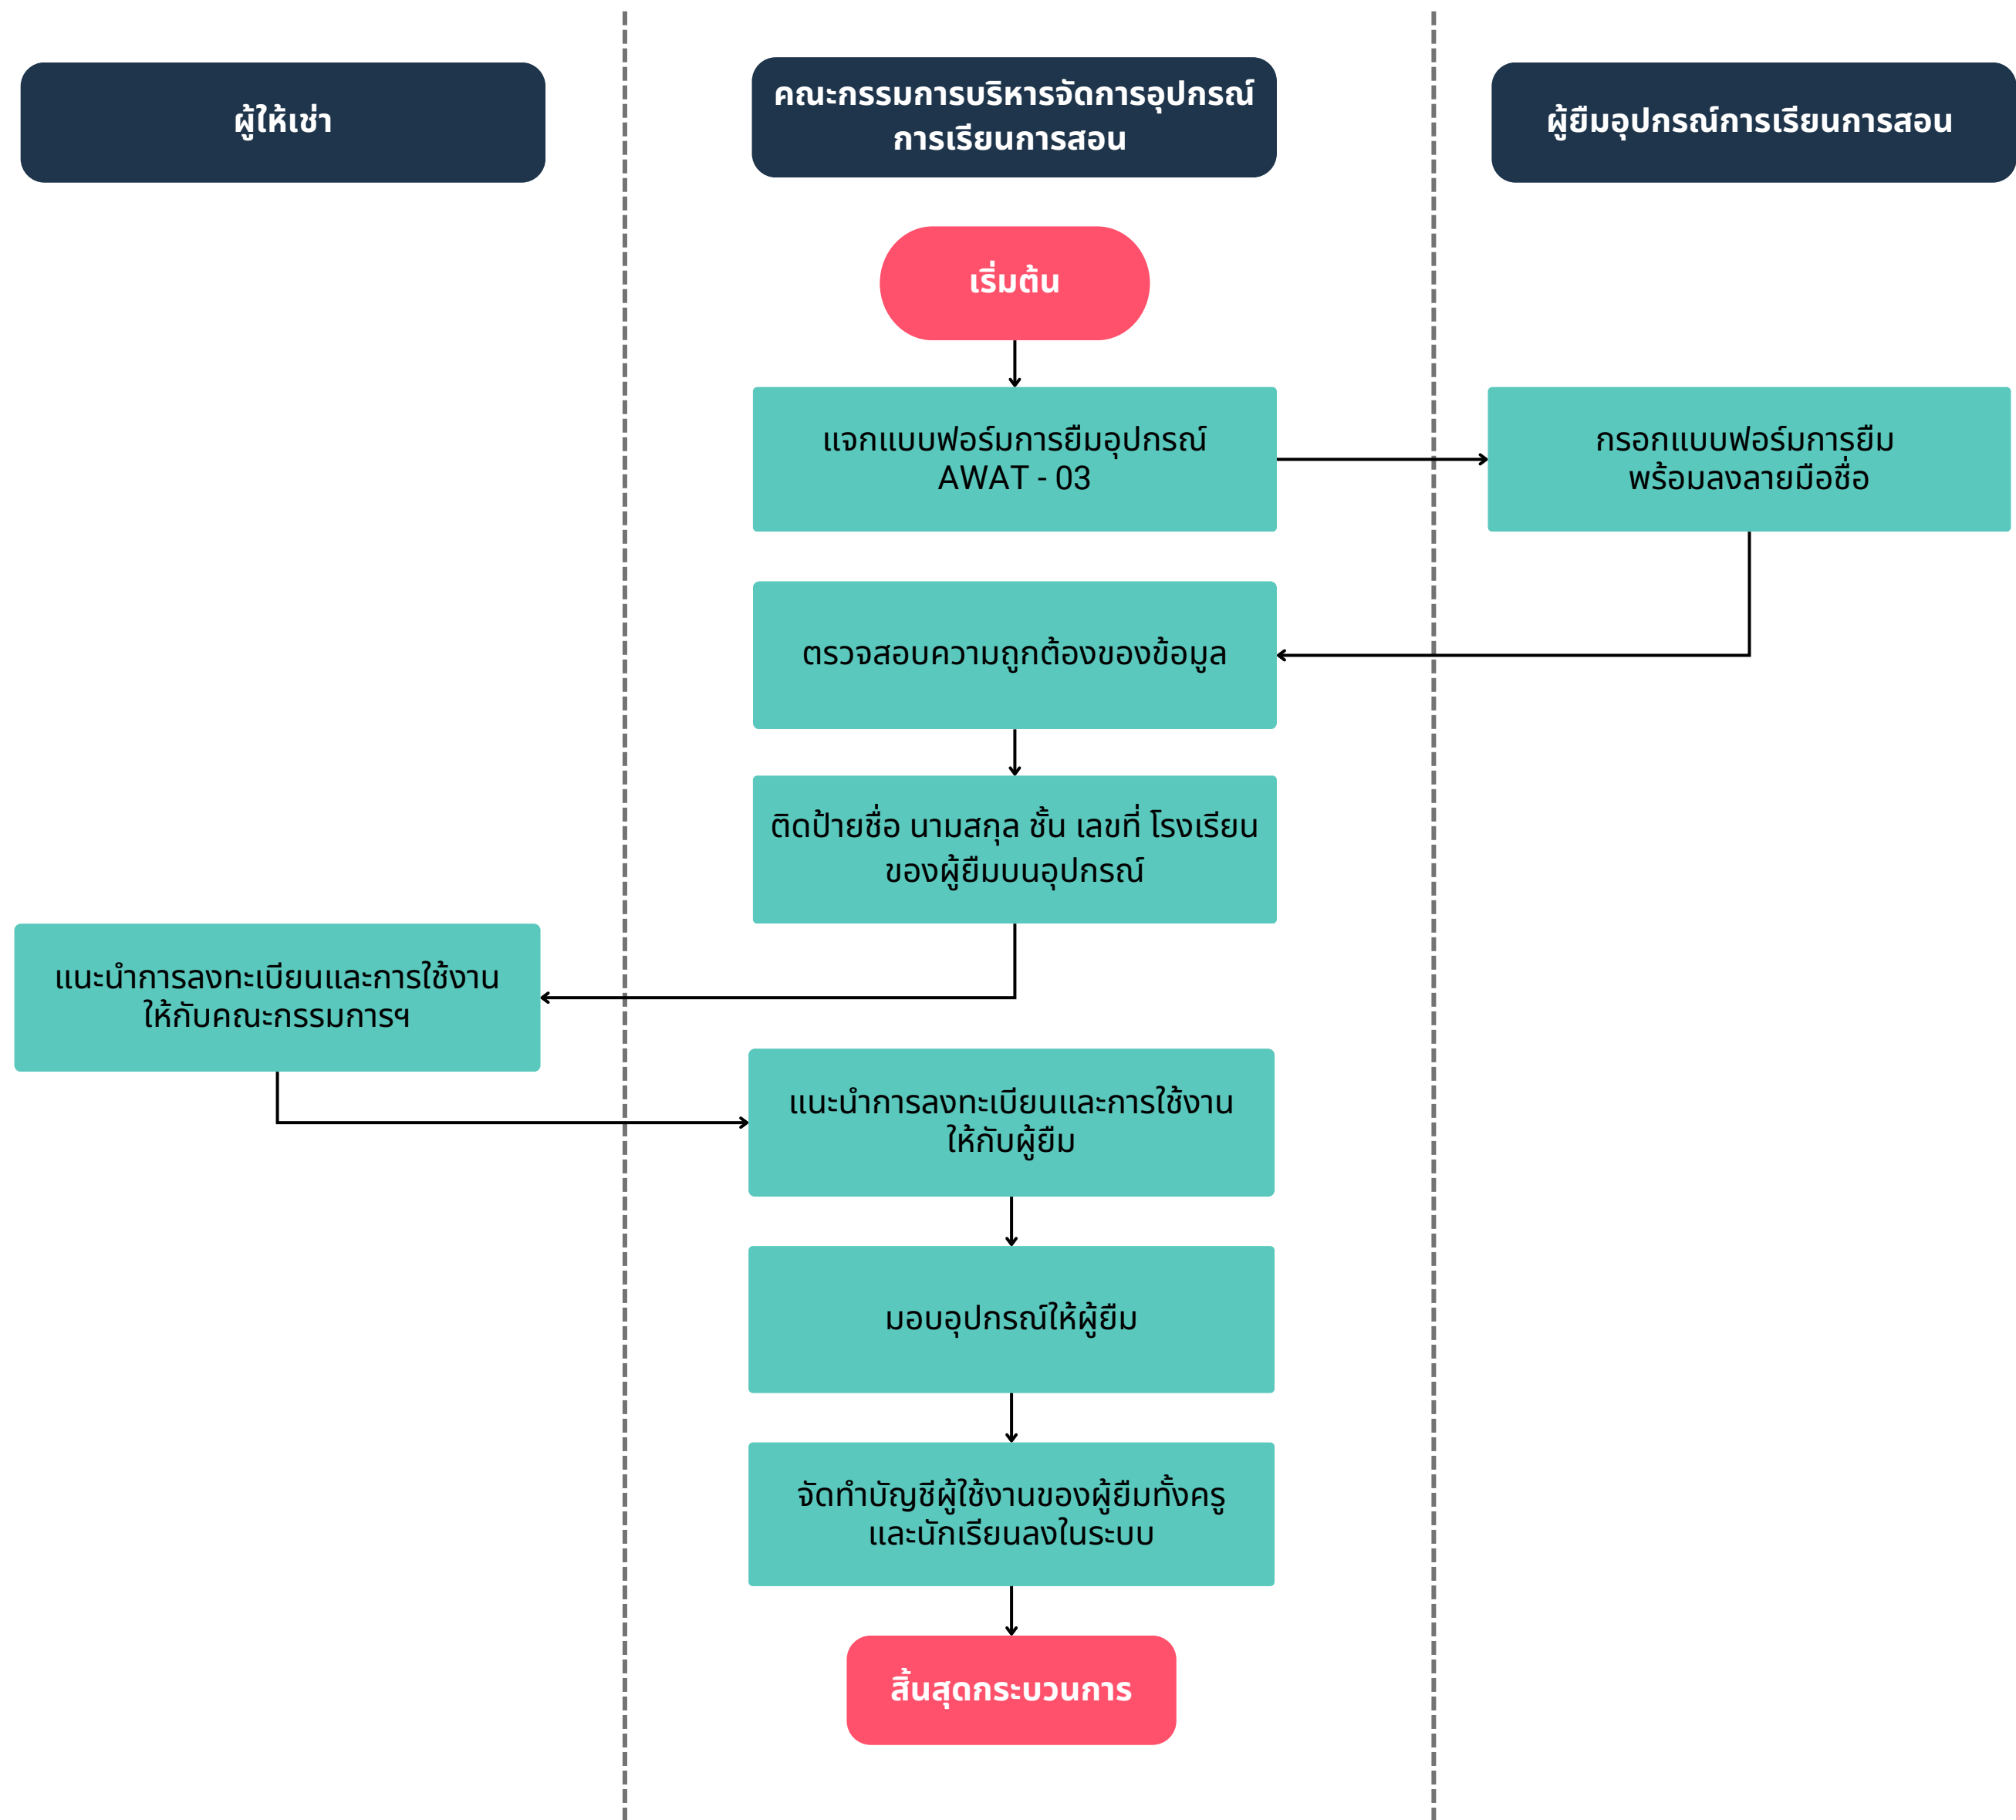 ผู้ให้เช่า
คณะกรรมการบริหารจัดการอุปกรณ์
การเรียนการสอน
ผู้ยืมอุปกรณ์การเรียนการสอน
เริ่มต้น
แจกแบบฟอร์มการยืมอุปกรณ์
AWAT - 03
กรอกแบบฟอร์มการยืม
พร้อมลงลายมือชื่อ
ตรวจสอบความถูกต้องของข้อมูล
ติดป้ายชื่อ นามสกุล ชั้น เลขที่ โรงเรียน
ของผู้ยืมบนอุปกรณ์
แนะนำการลงทะเบียนและการใช้งาน
ให้กับคณะกรรมการฯ
แนะนำการลงทะเบียนและการใช้งาน
ให้กับผู้ยืม
มอบอุปกรณ์ให้ผู้ยืม
จัดทำบัญชีผู้ใช้งานของผู้ยืมทั้งครู
และนักเรียนลงในระบบ
สิ้นสุดกระบวนการ